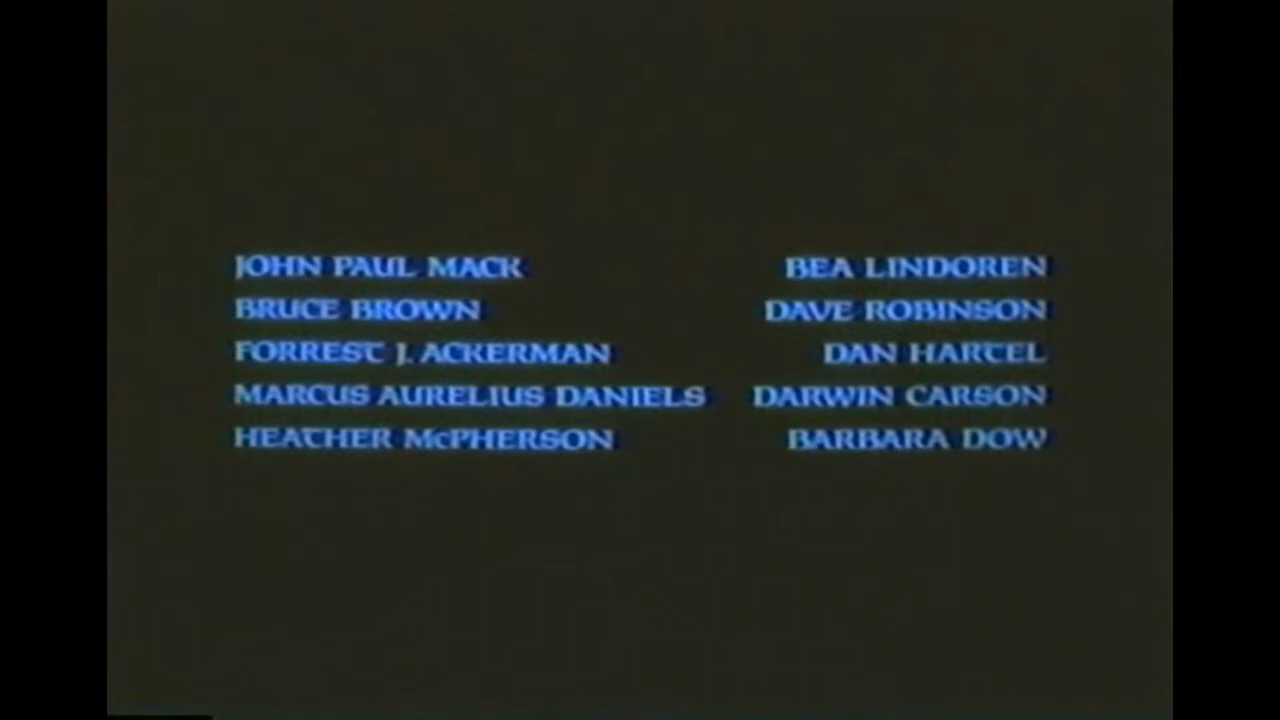 JOHN PAUL MACK BEA LINDOREN
BRUCE BROWN DAVE ROBINSON
FORREST J. ACKERMAN DAN HARTEL
MARCUS AURELIUS DANIELS DARWIN CARSON
HEATHER McPHERSON BARBARA DOW